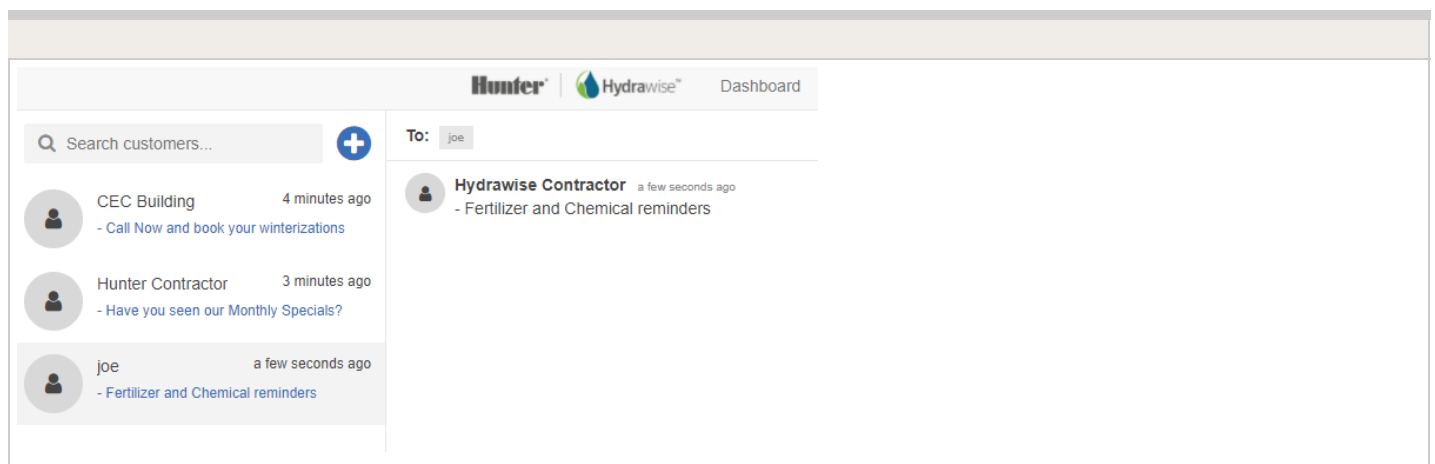 Hunter® Hydrawise™ Dashboard
Search customers...
CEC Building 4 minutes ago
- Call Now and book your winterizations
Hunter Contractor 3 minutes ago
- Have you seen our Monthly Specials?
joe a few seconds ago
- Fertilizer and Chemical reminders
To: joe
Hydrawise Contractor a few seconds ago
- Fertilizer and Chemical reminders